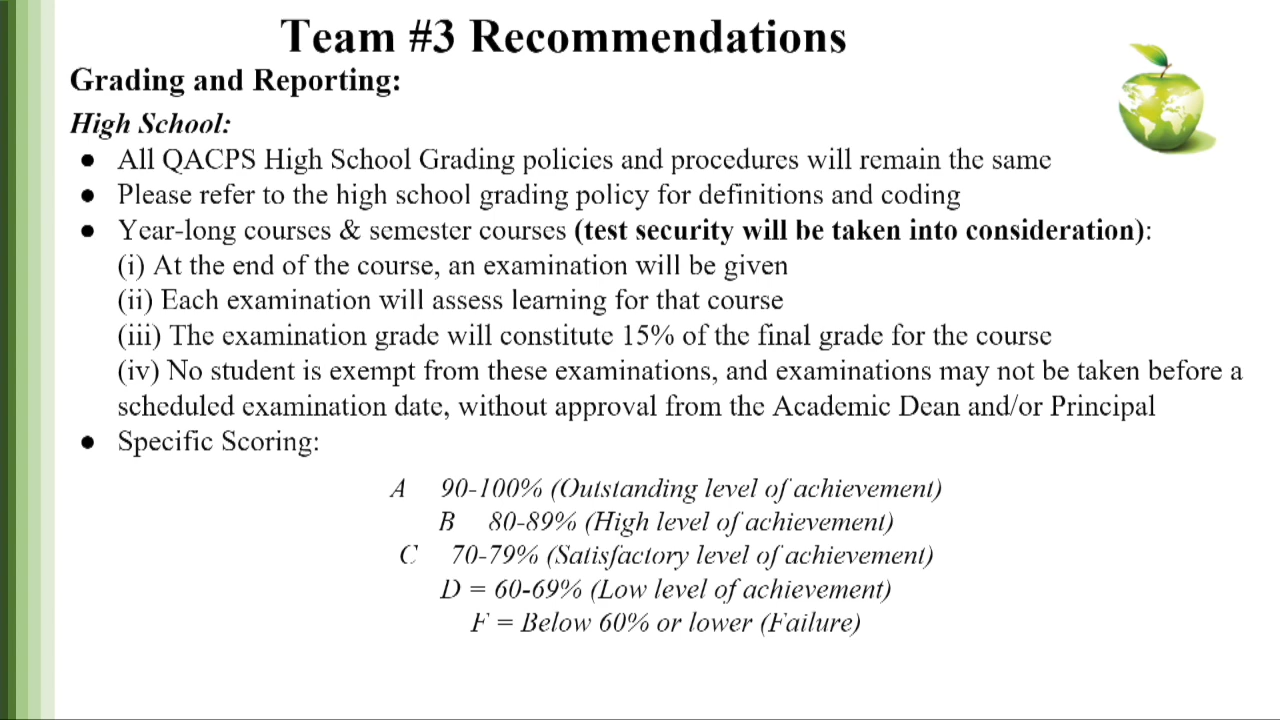 Team #3 Recommendations
Grading and Reporting:
High School:
● All QACPS High School Grading policies and procedures will remain the same
● Please refer to the high school grading policy for definitions and coding
● Year-long courses & semester courses (test security will be taken into consideration):
(i) At the end of the course, an examination will be given
(ii) Each examination will assess learning for that course
(iii) The examination grade will constitute 15% of the final grade for the course
(iv) No student is exempt from these examinations, and examinations may not be taken before a
scheduled examination date, without approval from the Academic Dean and/or Principal
● Specific Scoring:
A 90-100% (Outstanding level of achievement)
B 80-89% (High level of achievement)
C 70-79% (Satisfactory level of achievement)
D = 60-69% (Low level of achievement)
F = Below 60% or lower (Failure)